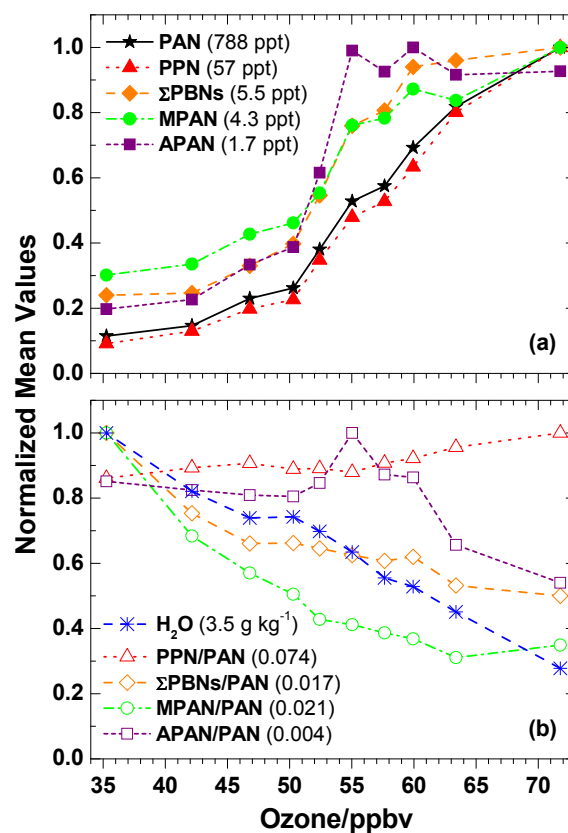 1.0
0.8
0.6
0.4
0.2
0.0
PAN (788 ppt)
PPN (57 ppt)
ΣPBNs (5.5 ppt)
MPAN (4.3 ppt)
APAN (1.7 ppt)
(a)
Normalized Mean Values
1.0
0.8
0.6
0.4
0.2
0.0
H₂O (3.5 g kg⁻¹)
PPN/PAN (0.074)
ΣPBNs/PAN (0.017)
MPAN/PAN (0.021)
APAN/PAN (0.004)
(b)
35 40 45 50 55 60 65 70
Ozone/ppbv